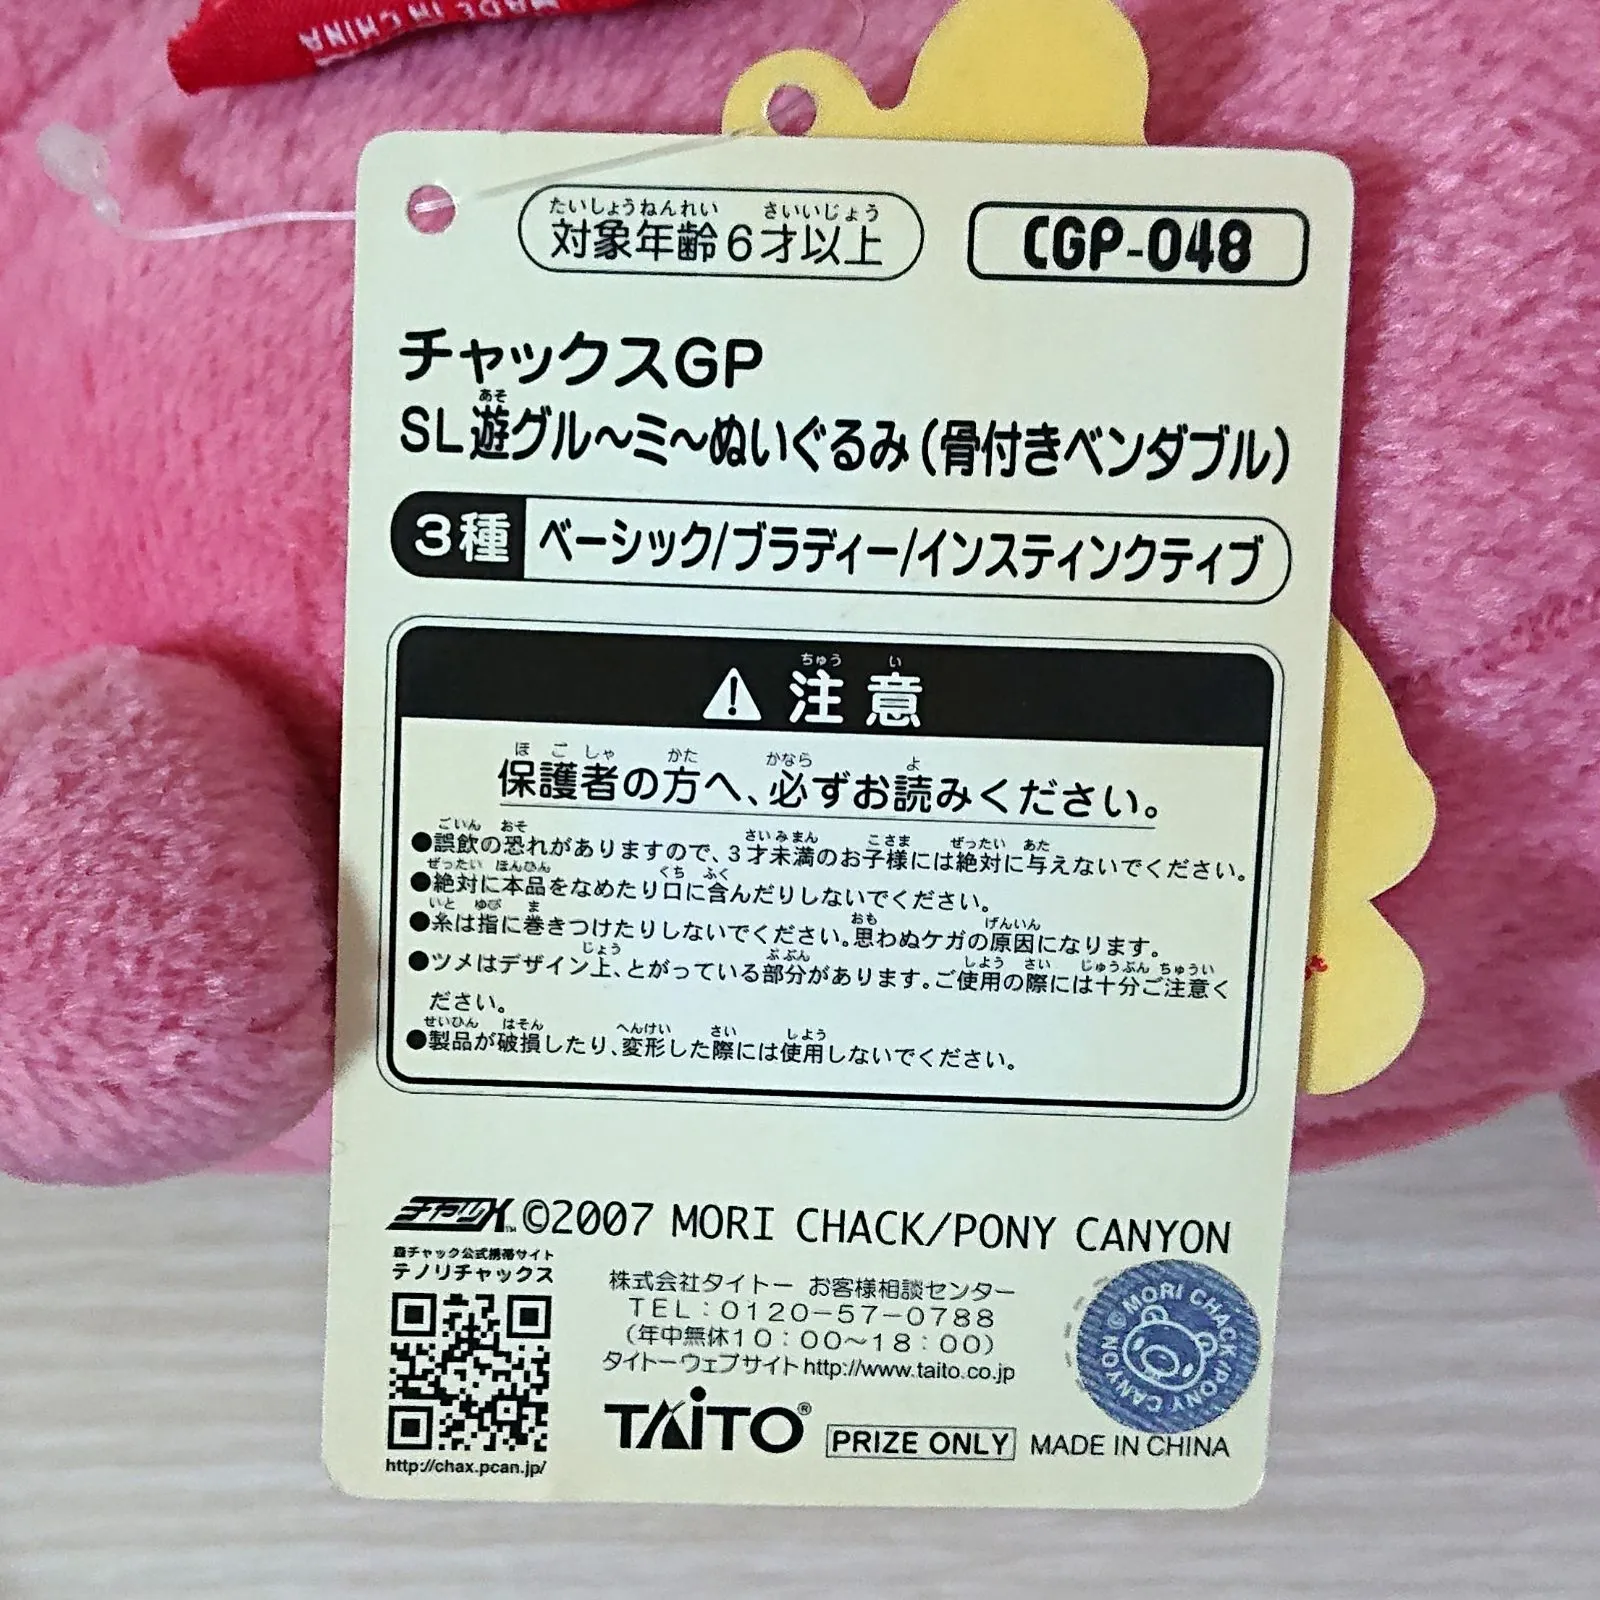 MADE IN CHINA
たいしょうねんれい さいいじょう
対象年齢6才以上
CGP-048
チャックスGP
あそ
SL遊グル〜ミ〜ぬいぐるみ(骨付きベンダブル)
3種 ベーシック/ブラディー/インスティンクティブ
ちゅう い
注意
ほ ご しゃ かた かなら よ
保護者の方へ、必ずお読みください。
ごいん おそ さいみまん こさま ぜったい あた
●誤飲の恐れがありますので、3才未満のお子様には絶対に与えないでください。
ぜったい ほんひん くち ふく
●絶対に本品をなめたり口に含んだりしないでください。
いと ゆび ま おも げんいん
●糸は指に巻きつけたりしないでください。思わぬケガの原因になります。
じょう ぶぶん しよう さい じゅうぶん ちゅうい
●ツメはデザイン上、とがっている部分があります。ご使用の際には十分ご注意く
ださい。
せいひん はそん へんけい さい しよう
●製品が破損したり、変形した際には使用しないでください。
チャックス™ ©2007 MORI CHACK/PONY CANYON
森チャック公式携帯サイト
テノリチャックス
http://chax.pcan.jp/
株式会社タイトー お客様相談センター
TEL:0120-57-0788
(年中無休10:00〜18:00)
タイトーウェブサイト http://www.taito.co.jp
TAITO®
PRIZE ONLY MADE IN CHINA
© MORI CHACK/PONY CANYON